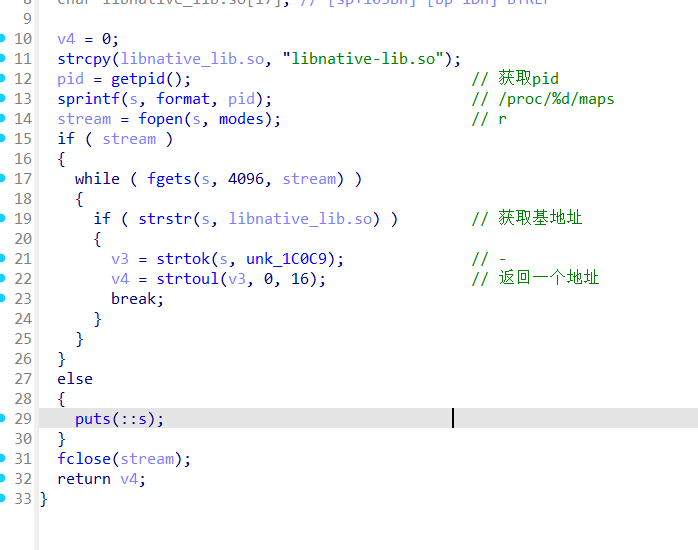 8 char libnative_lib.so[17]; // [sp+103Bh] [bp-1Dh] BYREF
9
10 v4 = 0;
11 strcpy(libnative_lib.so, "libnative-lib.so");
12 pid = getpid(); // 获取pid
13 sprintf(s, format, pid); // /proc/%d/maps
14 stream = fopen(s, modes); // r
15 if ( stream )
16 {
17 while ( fgets(s, 4096, stream) )
18 {
19 if ( strstr(s, libnative_lib.so) ) // 获取基地址
20 {
21 v3 = strtok(s, unk_1C0C9); // -
22 v4 = strtoul(v3, 0, 16); // 返回一个地址
23 break;
24 }
25 }
26 }
27 else
28 {
29 puts(::s);
30 }
31 fclose(stream);
32 return v4;
33 }